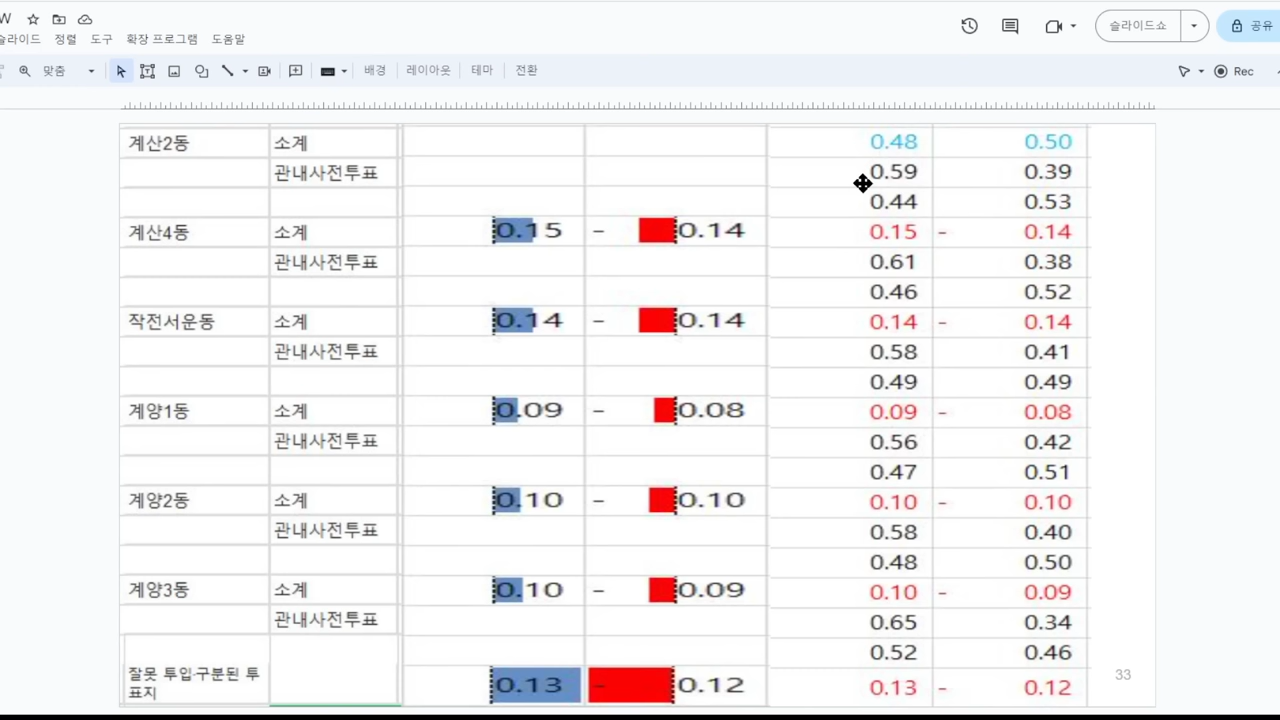 W
슬라이드 정렬 도구 확장 프로그램 도움말
슬라이드쇼 공유
맞춤 배경 레이아웃 테마 전환 Rec
계산2동 소계 0.48 0.50
관내사전투표 0.59 0.39
0.44 0.53
계산4동 소계 0.15 - 0.14 0.15 - 0.14
관내사전투표 0.61 0.38
0.46 0.52
작전서운동 소계 0.14 - 0.14 0.14 - 0.14
관내사전투표 0.58 0.41
0.49 0.49
계양1동 소계 0.09 - 0.08 0.09 - 0.08
관내사전투표 0.56 0.42
0.47 0.51
계양2동 소계 0.10 - 0.10 0.10 - 0.10
관내사전투표 0.58 0.40
0.48 0.50
계양3동 소계 0.10 - 0.09 0.10 - 0.09
관내사전투표 0.65 0.34
0.52 0.46
잘못 투입·구분된 투
표지 0.13 - 0.12 0.13 - 0.12
33